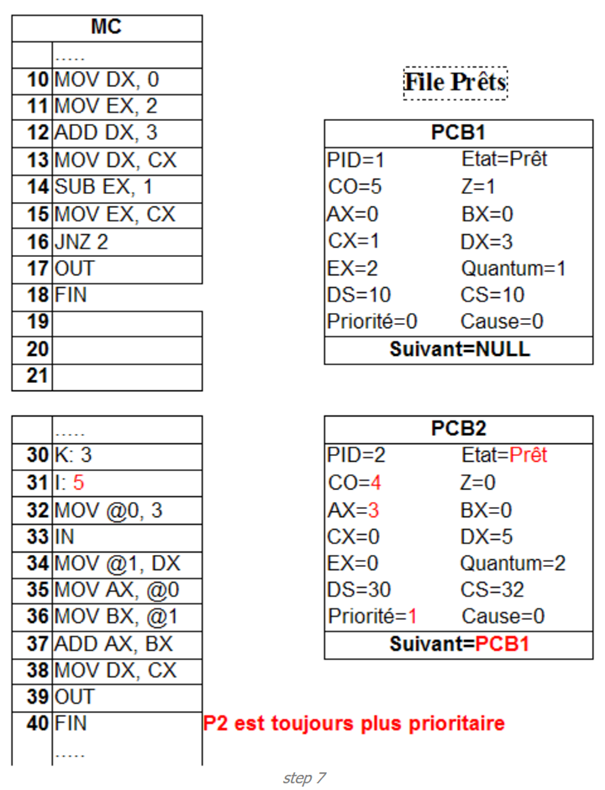 MC
.....
10 MOV DX, 0
11 MOV EX, 2
12 ADD DX, 3
13 MOV DX, CX
14 SUB EX, 1
15 MOV EX, CX
16 JNZ 2
17 OUT
18 FIN
19
20
21
File Prêts
PCB1
PID=1 Etat=Prêt
CO=5 Z=1
AX=0 BX=0
CX=1 DX=3
EX=2 Quantum=1
DS=10 CS=10
Priorité=0 Cause=0
Suivant=NULL
.....
30 K: 3
31 I: 5
32 MOV @0, 3
33 IN
34 MOV @1, DX
35 MOV AX, @0
36 MOV BX, @1
37 ADD AX, BX
38 MOV DX, CX
39 OUT
40 FIN
.....
PCB2
PID=2 Etat=Prêt
CO=4 Z=0
AX=3 BX=0
CX=0 DX=5
EX=0 Quantum=2
DS=30 CS=32
Priorité=1 Cause=0
Suivant=PCB1
P2 est toujours plus prioritaire
step 7